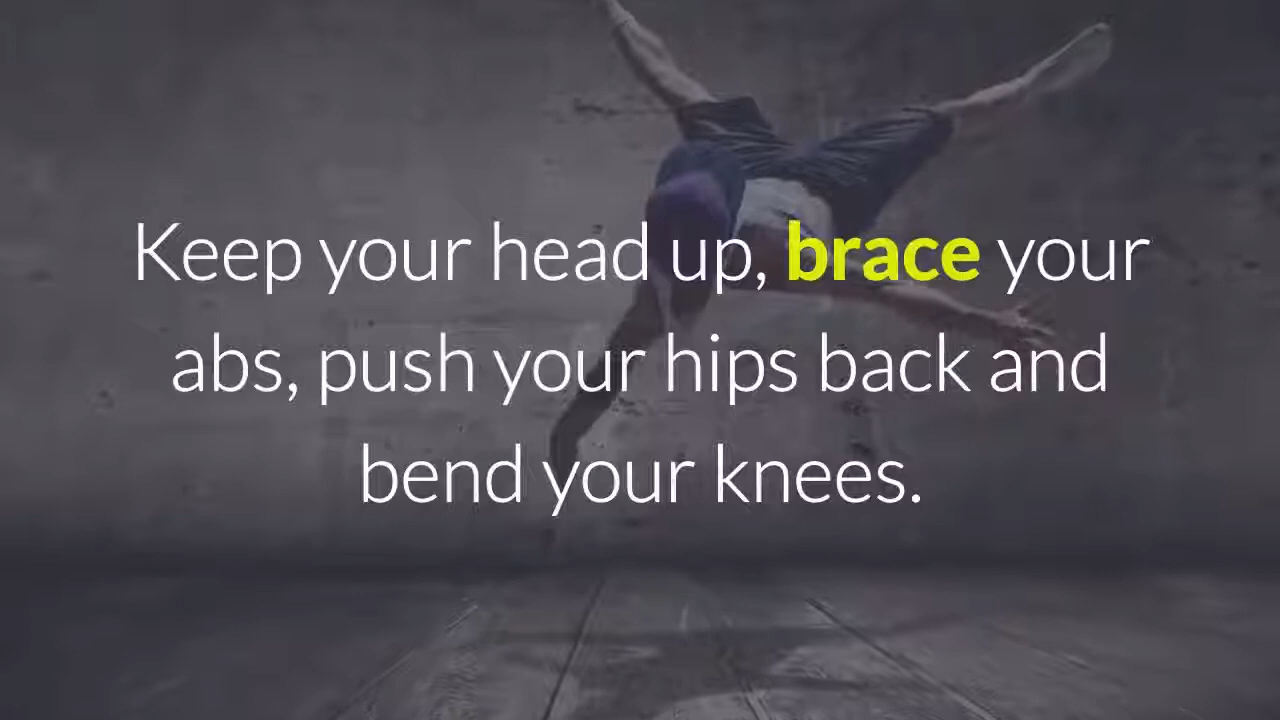 Keep your head up, brace your
abs, push your hips back and
bend your knees.